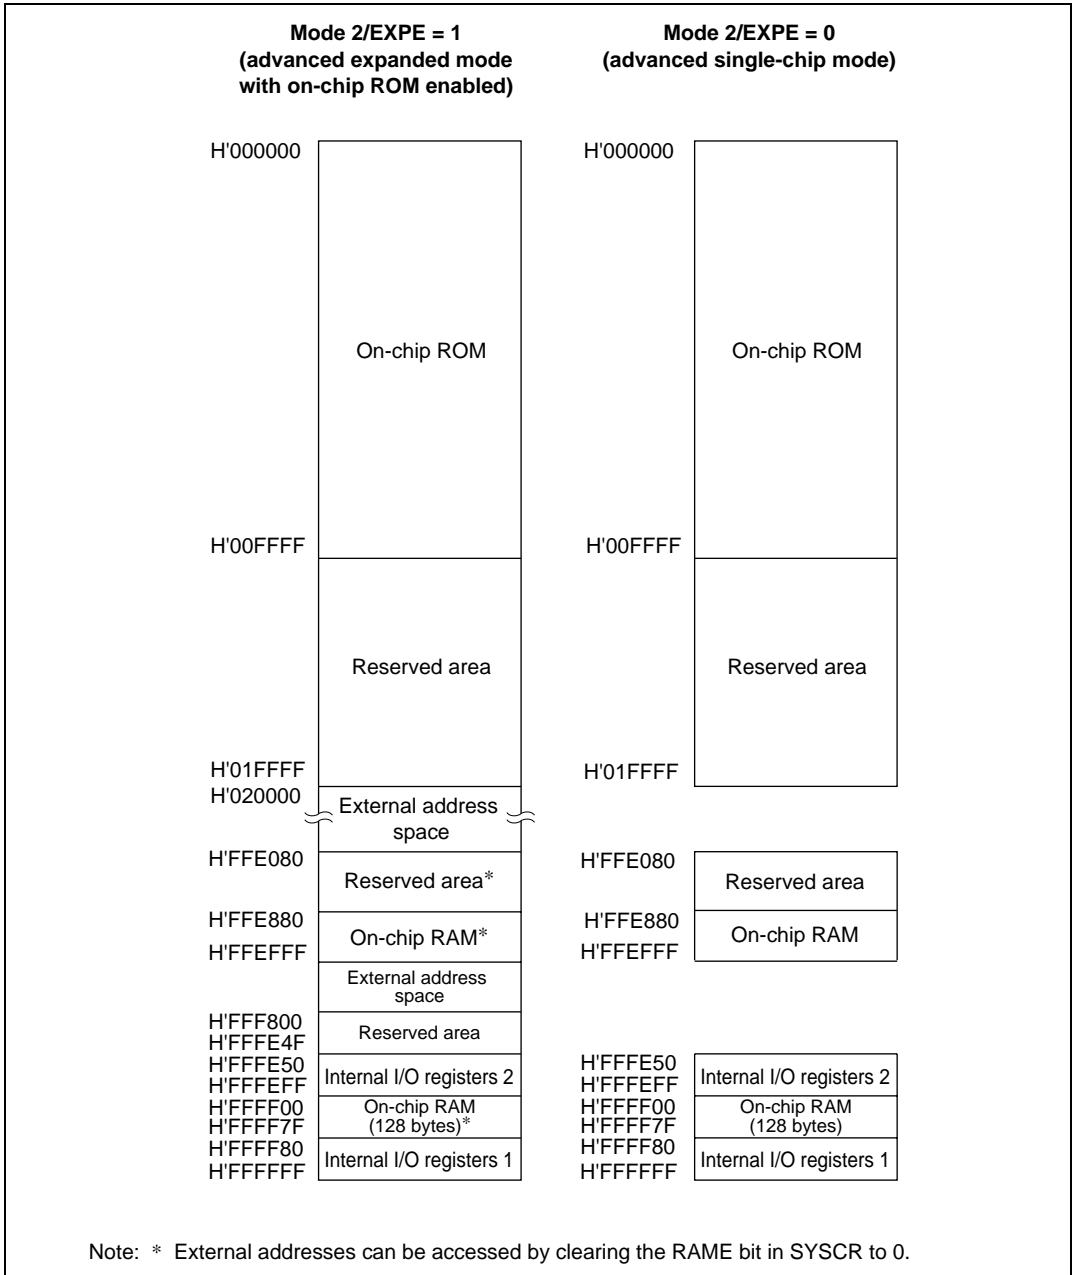 Mode 2/EXPE = 1
(advanced expanded mode
with on-chip ROM enabled)
H'000000
On-chip ROM
H'00FFFF
Reserved area
H'01FFFF
H'020000
External address
space
H'FFE080
Reserved area*
H'FFE880
On-chip RAM*
H'FFEFFF
External address
space
H'FFF800
Reserved area
H'FFFE4F
H'FFFE50
Internal I/O registers 2
H'FFFEFF
H'FFFF00
On-chip RAM
(128 bytes)*
H'FFFF7F
H'FFFF80
Internal I/O registers 1
H'FFFFFF
Mode 2/EXPE = 0
(advanced single-chip mode)
H'000000
On-chip ROM
H'00FFFF
Reserved area
H'01FFFF
H'FFE080
Reserved area
H'FFE880
On-chip RAM
H'FFEFFF
H'FFFE50
Internal I/O registers 2
H'FFFEFF
H'FFFF00
On-chip RAM
(128 bytes)
H'FFFF7F
H'FFFF80
Internal I/O registers 1
H'FFFFFF
Note: * External addresses can be accessed by clearing the RAME bit in SYSCR to 0.